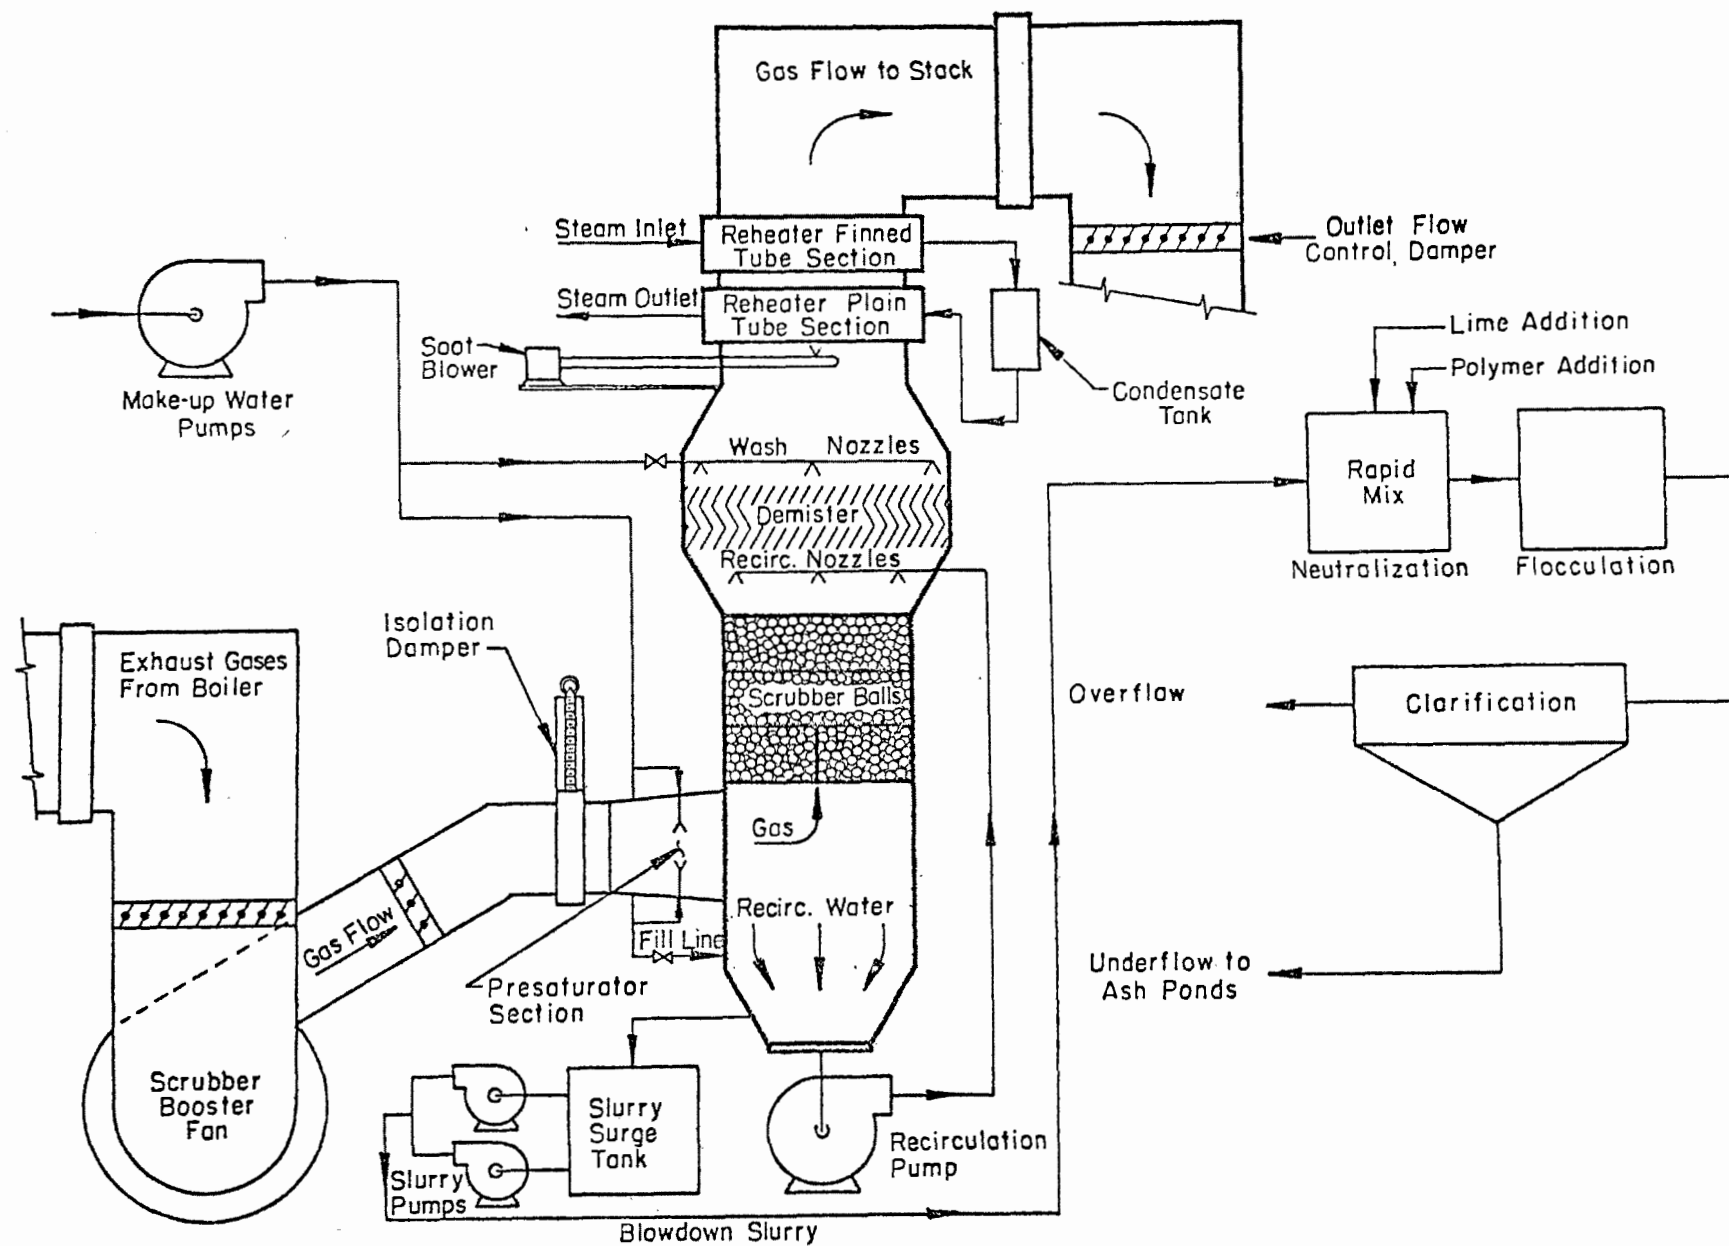 Gas Flow to Stack
Steam Inlet
Reheater Finned
Tube Section
Outlet Flow
Control, Damper
Steam Outlet
Reheater Plain
Tube Section
Soot
Blower
Make-up Water
Pumps
Condensate
Tank
Lime Addition
Polymer Addition
Wash Nozzles
Demister
Recirc. Nozzles
Rapid
Mix
Neutralization
Flocculation
Isolation
Damper
Exhaust Gases
From Boiler
Scrubber Balls
Overflow
Clarification
Gas
Gas Flow
Recirc. Water
Fill Line
Presaturator
Section
Underflow to
Ash Ponds
Scrubber
Booster
Fan
Slurry
Surge
Tank
Recirculation
Pump
Slurry
Pumps
Blowdown Slurry